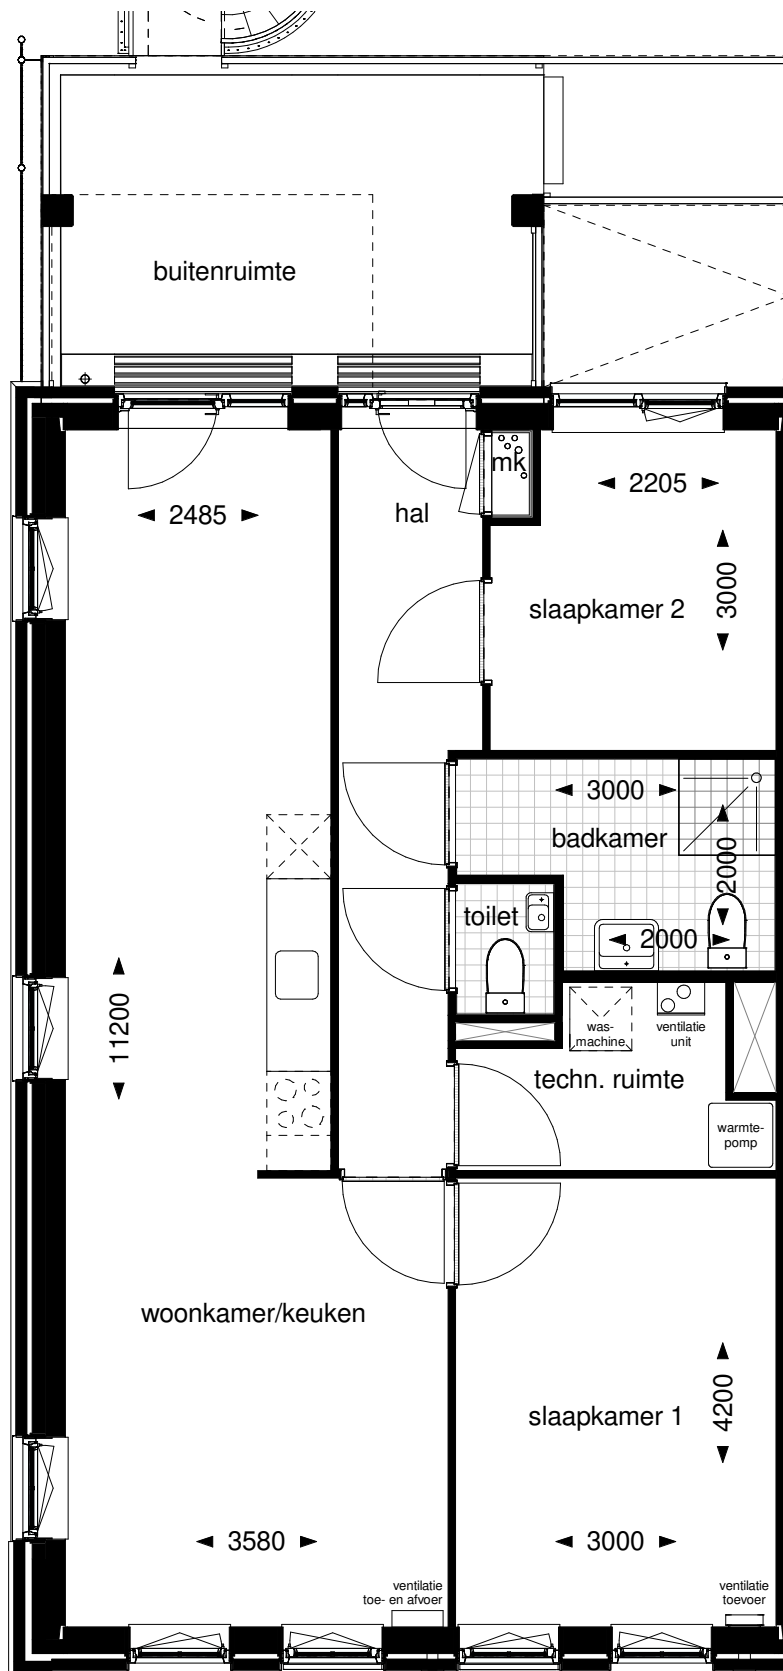 buitenruimte
mk
2205
2485
hal
3000
slaapkamer 2
3000
badkamer
2000
toilet
2000
11200
was-
machine
ventilatie
unit
techn. ruimte
warmte-
pomp
woonkamer/keuken
4200
slaapkamer 1
3580
3000
ventilatie
toe- en afvoer
ventilatie
toevoer